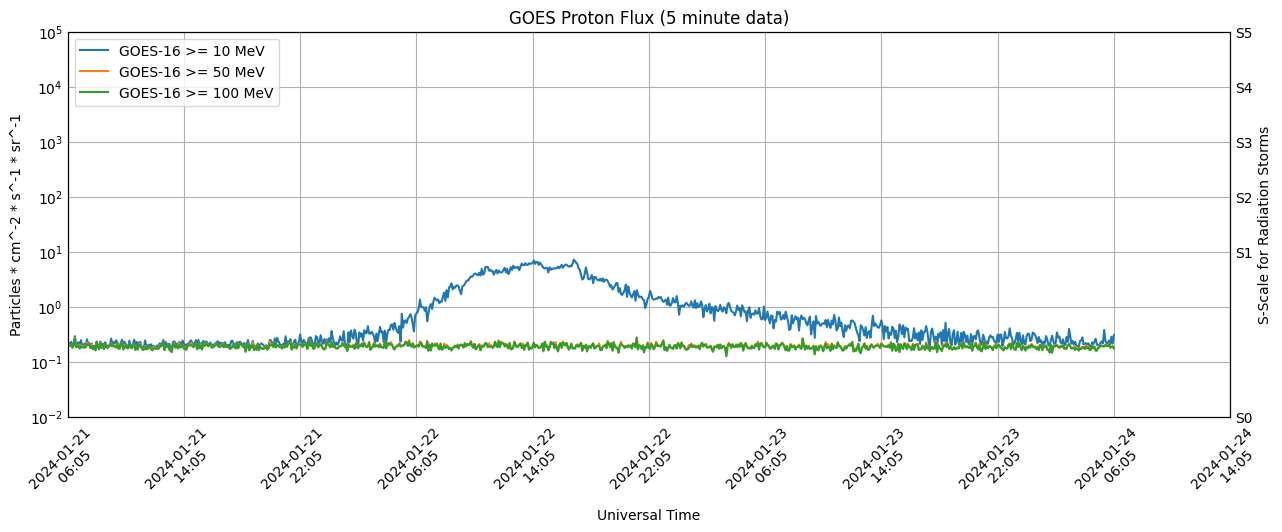 GOES Proton Flux (5 minute data)
GOES-16 >= 10 MeV
GOES-16 >= 50 MeV
GOES-16 >= 100 MeV
Particles * cm^-2 * s^-1 * sr^-1
10^5
10^4
10^3
10^2
10^1
10^0
10^-1
10^-2
S5
S4
S3
S2
S1
S0
S-Scale for Radiation Storms
2024-01-21
06:05
2024-01-21
14:05
2024-01-21
22:05
2024-01-22
06:05
2024-01-22
14:05
2024-01-22
22:05
2024-01-23
06:05
2024-01-23
14:05
2024-01-23
22:05
2024-01-24
06:05
2024-01-24
14:05
Universal Time